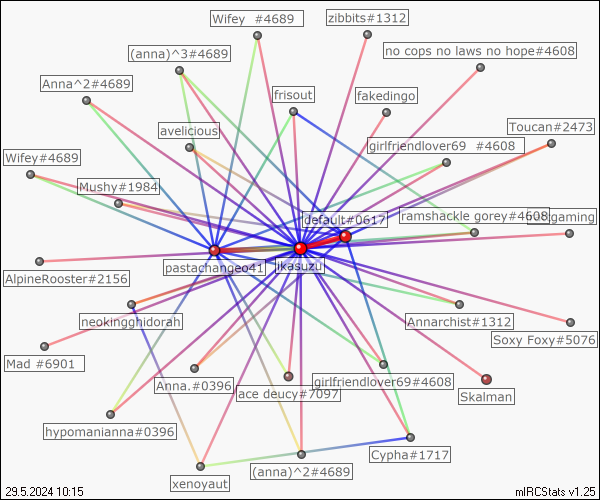 Wifey #4689
zibbits#1312
(anna)^3#4689
no cops no laws no hope#4608
Anna^2#4689
frisout
fakedingo
avelicious
Toucan#2473
girlfriendlover69 #4608
Wifey#4689
Mushy#1984
default#0617
ramshackle gorey#4608
gaming
pastachangeo41
ikasuzu
AlpineRooster#2156
neokingghidorah
Annarchist#1312
Soxy Foxy#5076
Mad #6901
Anna.#0396
ace deucy#7097
girlfriendlover69#4608
Skalman
hypomanianna#0396
Cypha#1717
(anna)^2#4689
xenoyaut
29.5.2024 10:15
mIRCStats v1.25